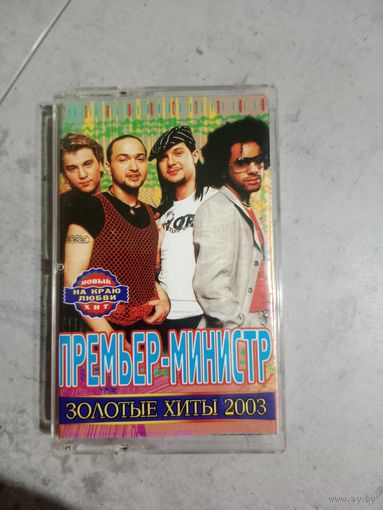 НОВЫЙ
НА КРАЮ
ЛЮБВИ
ХИТ
ПРЕМЬЕР-МИНИСТР
ЗОЛОТЫЕ ХИТЫ 2003
www.ay.by